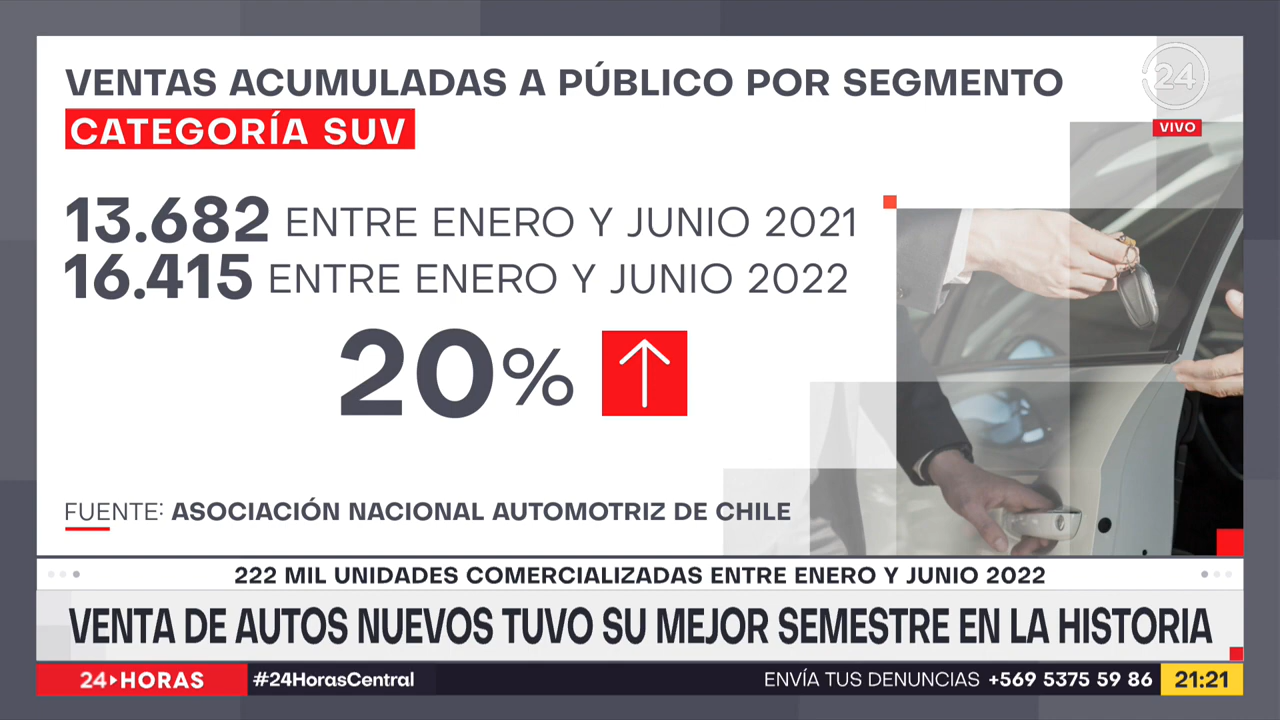 VENTAS ACUMULADAS A PÚBLICO POR SEGMENTO
24
CATEGORÍA SUV
VIVO
13.682 ENTRE ENERO Y JUNIO 2021
16.415 ENTRE ENERO Y JUNIO 2022
20%
FUENTE: ASOCIACIÓN NACIONAL AUTOMOTRIZ DE CHILE
222 MIL UNIDADES COMERCIALIZADAS ENTRE ENERO Y JUNIO 2022
VENTA DE AUTOS NUEVOS TUVO SU MEJOR SEMESTRE EN LA HISTORIA
24 HORAS #24HorasCentral ENVÍA TUS DENUNCIAS +569 5375 59 86 21:21